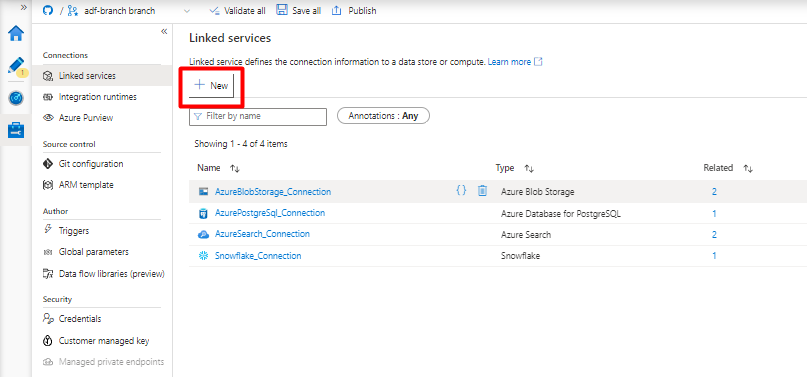 / adf-branch branch Validate all Save all Publish
« Linked services
Connections Linked service defines the connection information to a data store or compute. Learn more
Linked services
Integration runtimes
Azure Purview
Source control
Git configuration
ARM template
Author
Triggers
Global parameters
Data flow libraries (preview)
Security
Credentials
Customer managed key
Managed private endpoints
»
1
+ New
Filter by name Annotations : Any
Showing 1 - 4 of 4 items
Name Type Related
AzureBlobStorage_Connection {} Azure Blob Storage 2
AzurePostgreSql_Connection Azure Database for PostgreSQL 1
AzureSearch_Connection Azure Search 2
Snowflake_Connection Snowflake 1